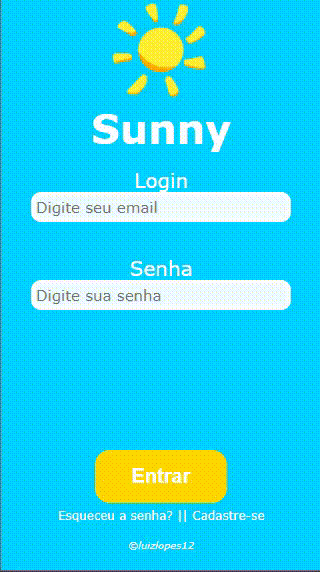 Sunny
Login
Digite seu email
Senha
Digite sua senha
Entrar
Esqueceu a senha? || Cadastre-se
©luizlopes12